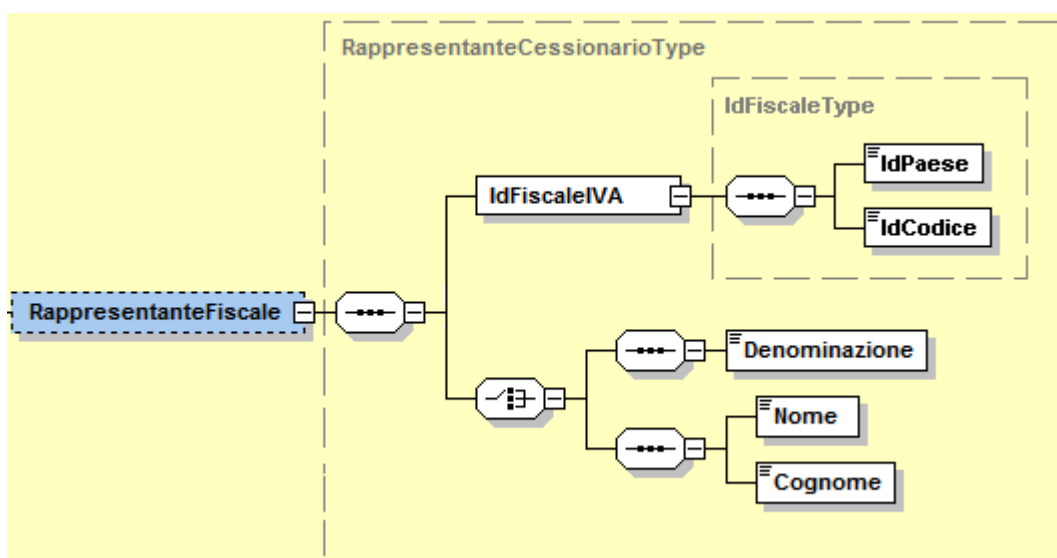 RappresentanteCessionarioType
IdFiscaleType
IdPaese
IdFiscaleIVA
IdCodice
RappresentanteFiscale
Denominazione
Nome
Cognome